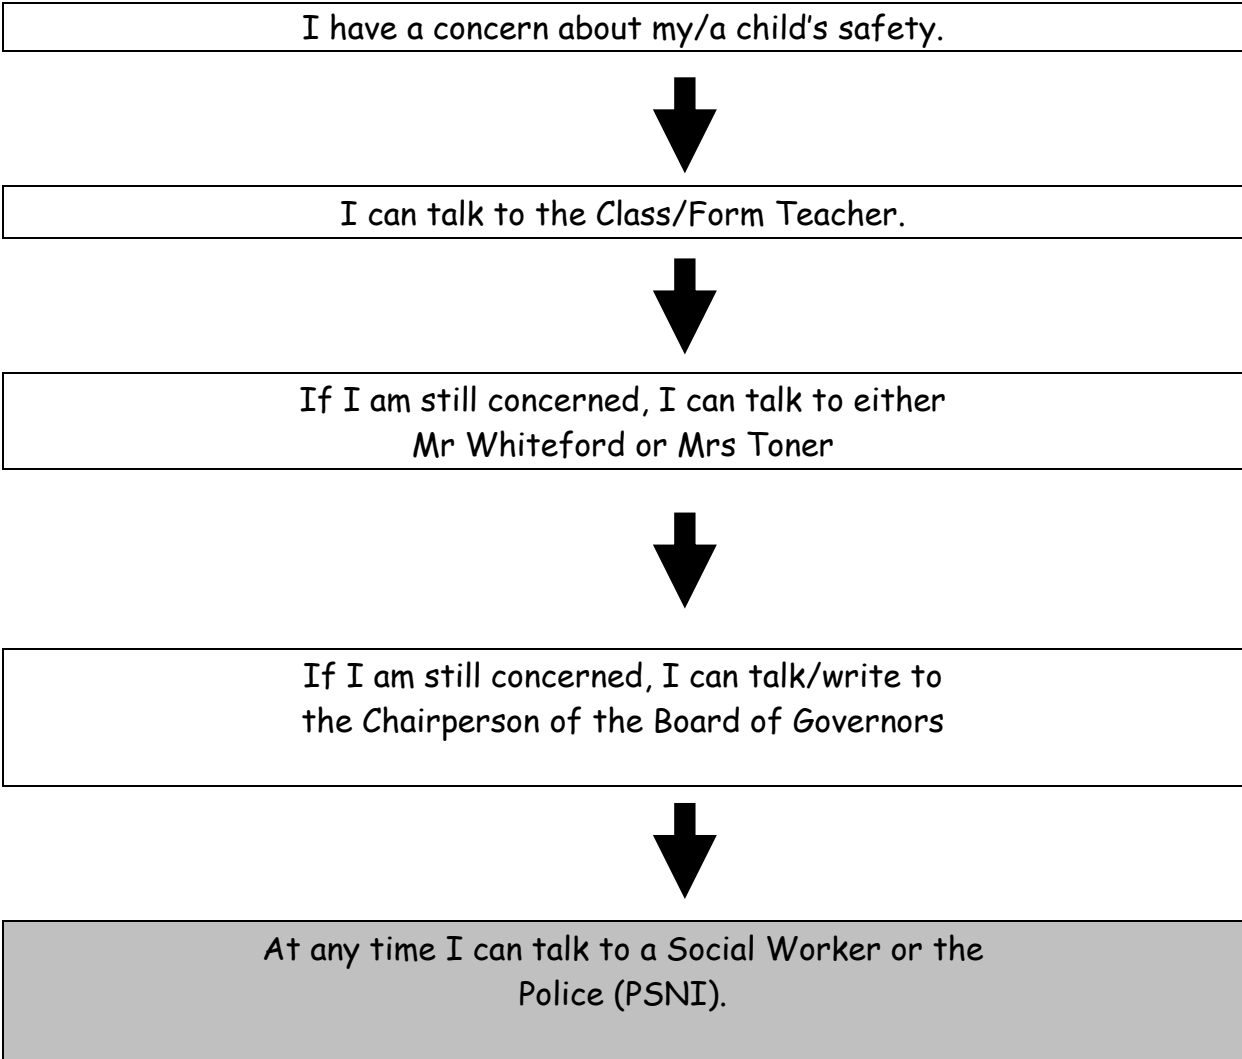 I have a concern about my/a child's safety.
I can talk to the Class/Form Teacher.
If I am still concerned, I can talk to either
Mr Whiteford or Mrs Toner
If I am still concerned, I can talk/write to
the Chairperson of the Board of Governors
At any time I can talk to a Social Worker or the
Police (PSNI).